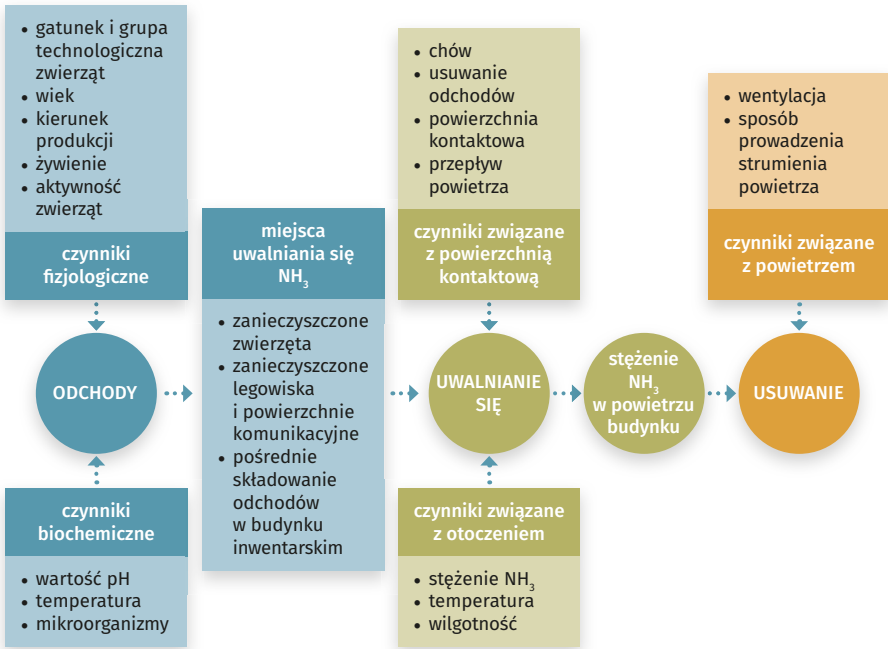 • gatunek i grupa
technologiczna
zwierząt
• wiek
• kierunek
produkcji
• żywienie
• aktywność
zwierząt
czynniki
fizjologiczne
ODCHODY
czynniki
biochemiczne
• wartość pH
• temperatura
• mikroorganizmy
miejsca
uwalniania się
NH₃
• zanieczyszczone
zwierzęta
• zanieczyszczone
legowiska
i powierzchnie
komunikacyjne
• pośrednie
składowanie
odchodów
w budynku
inwentarskim
• chów
• usuwanie
odchodów
• powierzchnia
kontaktowa
• przepływ
powietrza
czynniki związane
z powierzchnią
kontaktową
UWALNIANIE
SIĘ
czynniki związane
z otoczeniem
• stężenie NH₃
• temperatura
• wilgotność
stężenie
NH₃
w powietrzu
budynku
• wentylacja
• sposób
prowadzenia
strumienia
powietrza
czynniki związane
z powietrzem
USUWANIE